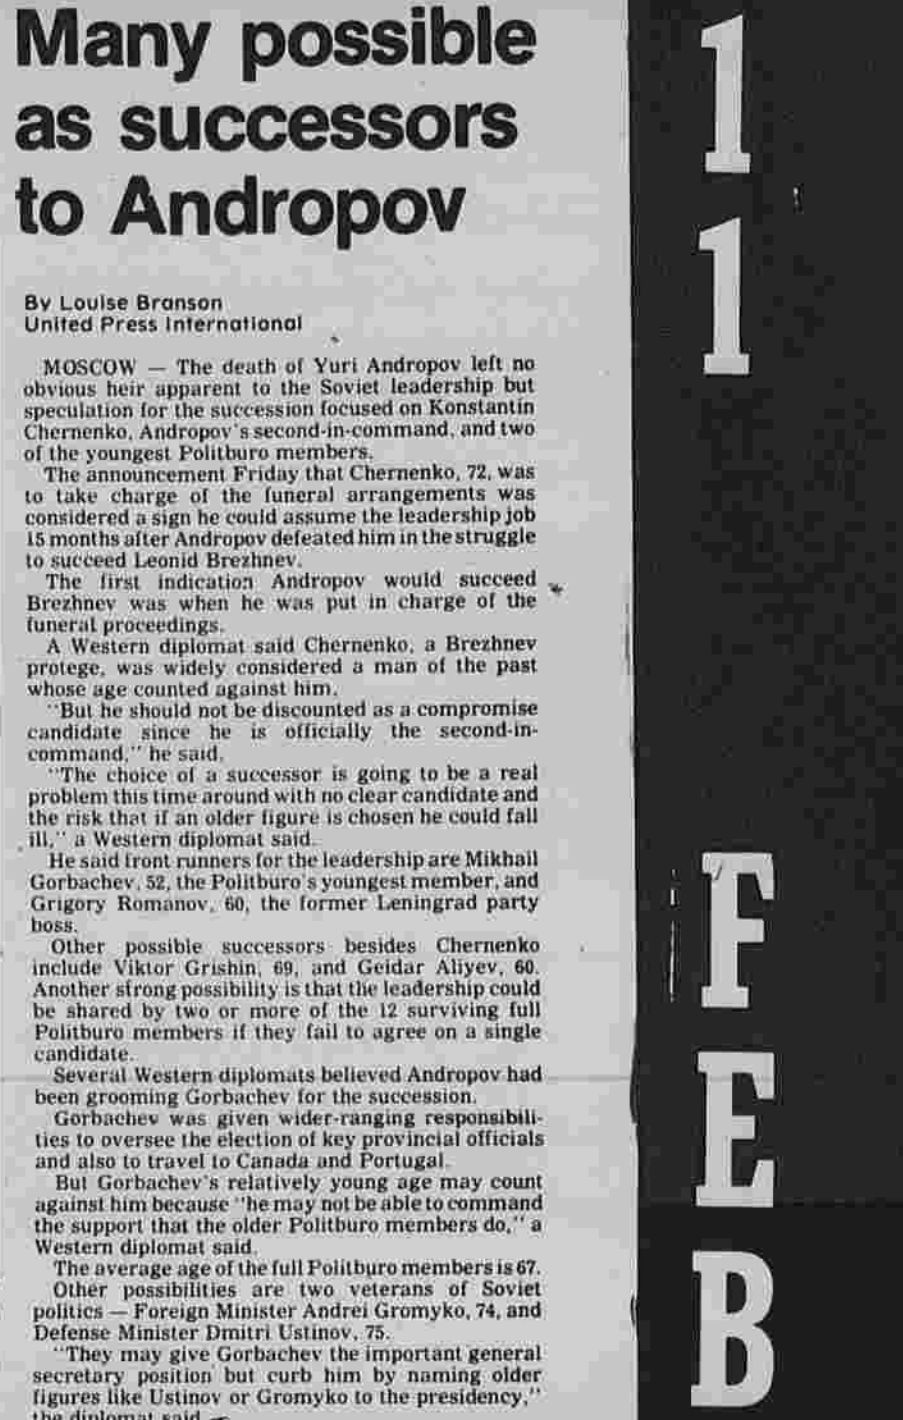 Many possible
as successors
to Andropov
By Louise Branson
United Press International
MOSCOW — The death of Yuri Andropov left no
obvious heir apparent to the Soviet leadership but
speculation for the succession focused on Konstantin
Chernenko, Andropov's second-in-command, and two
of the youngest Politburo members.
The announcement Friday that Chernenko, 72, was
to take charge of the funeral arrangements was
considered a sign he could assume the leadership job
15 months after Andropov defeated him in the struggle
to succeed Leonid Brezhnev.
The first indication Andropov would succeed
Brezhnev was when he was put in charge of the
funeral proceedings.
A Western diplomat said Chernenko, a Brezhnev
protege, was widely considered a man of the past
whose age counted against him.
"But he should not be discounted as a compromise
candidate since he is officially the second-in-
command," he said.
"The choice of a successor is going to be a real
problem this time around with no clear candidate and
the risk that if an older figure is chosen he could fall
ill," a Western diplomat said.
He said front runners for the leadership are Mikhail
Gorbachev, 52, the Politburo's youngest member, and
Grigory Romanov, 60, the former Leningrad party
boss.
Other possible successors besides Chernenko
include Viktor Grishin, 69, and Geidar Aliyev, 60.
Another strong possibility is that the leadership could
be shared by two or more of the 12 surviving full
Politburo members if they fail to agree on a single
candidate.
Several Western diplomats believed Andropov had
been grooming Gorbachev for the succession.
Gorbachev was given wider-ranging responsibili-
ties to oversee the election of key provincial officials
and also to travel to Canada and Portugal.
But Gorbachev's relatively young age may count
against him because "he may not be able to command
the support that the older Politburo members do," a
Western diplomat said.
The average age of the full Politburo members is 67.
Other possibilities are two veterans of Soviet
politics — Foreign Minister Andrei Gromyko, 74, and
Defense Minister Dmitri Ustinov, 75.
"They may give Gorbachev the important general
secretary position but curb him by naming older
figures like Ustinov or Gromyko to the presidency,"
the diplomat said.
1
1
F
E
B